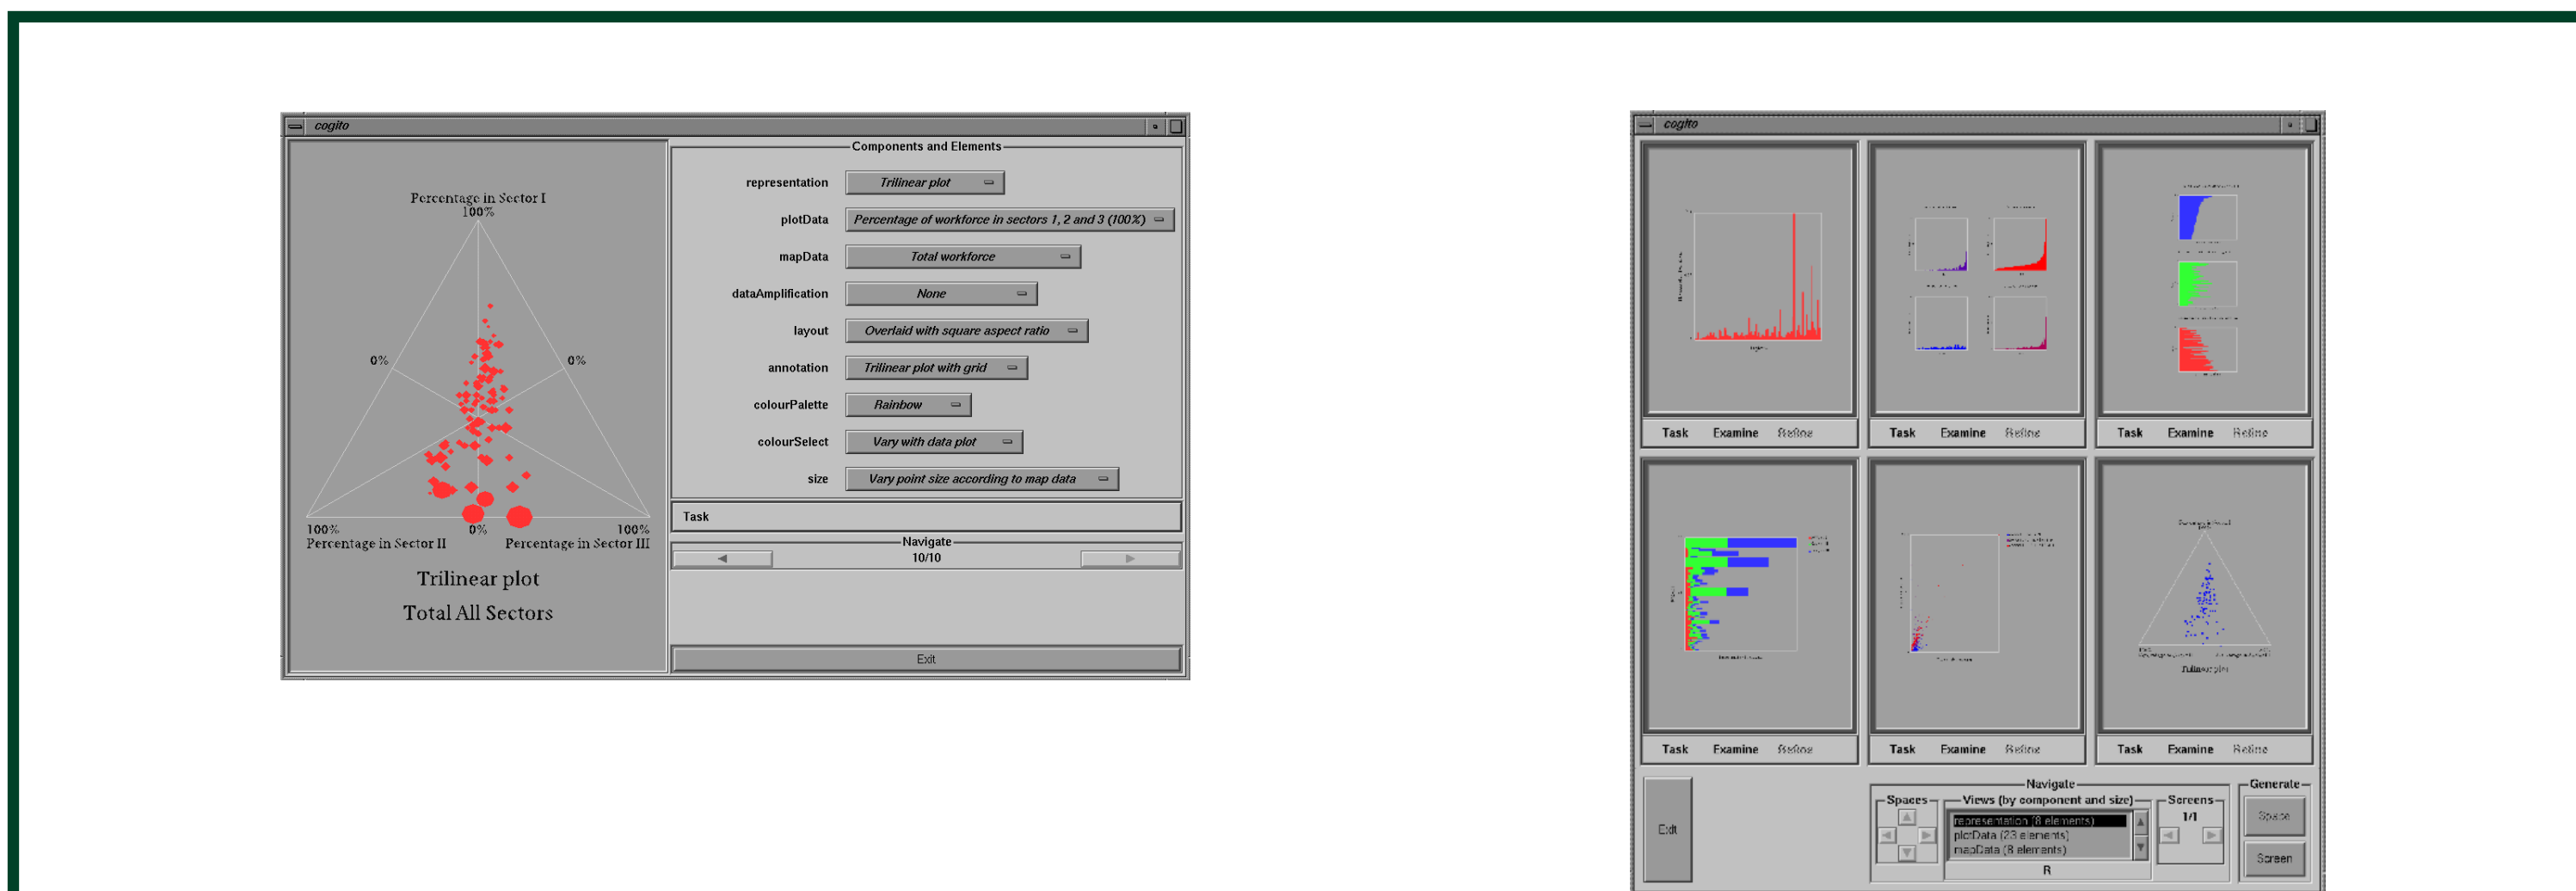 cogito
Percentage in Sector I
100%
0%
0%
100%
0%
100%
Percentage in Sector II
Percentage in Sector III
Trilinear plot
Total All Sectors
Components and Elements
representation Trilinear plot
plotData Percentage of workforce in sectors 1, 2 and 3 (100%)
mapData Total workforce
dataAmplification None
layout Overlaid with square aspect ratio
annotation Trilinear plot with grid
colourPalette Rainbow
colourSelect Vary with data plot
size Vary point size according to map data
Task
Navigate
10/10
Exit
cogito
Task Examine Refine
Task Examine Refine
Task Examine Refine
Trilinear plot
Task Examine Refine
Task Examine Refine
Task Examine Refine
Exit
Navigate
Spaces
Views (by component and size)
representation (8 elements)
plotData (23 elements)
mapData (8 elements)
R
Screens
1/1
Generate
Space
Screen